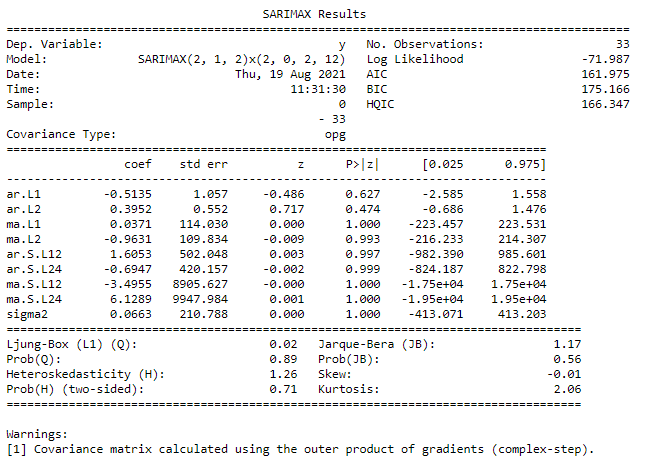 SARIMAX Results
==============================================================================
Dep. Variable: y No. Observations: 33
Model: SARIMAX(2, 1, 2)x(2, 0, 2, 12) Log Likelihood -71.987
Date: Thu, 19 Aug 2021 AIC 161.975
Time: 11:31:30 BIC 175.166
Sample: 0 HQIC 166.347
- 33
Covariance Type: opg
==============================================================================
coef std err z P>|z| [0.025 0.975]
------------------------------------------------------------------------------
ar.L1 -0.5135 1.057 -0.486 0.627 -2.585 1.558
ar.L2 0.3952 0.552 0.717 0.474 -0.686 1.476
ma.L1 0.0371 114.030 0.000 1.000 -223.457 223.531
ma.L2 -0.9631 109.834 -0.009 0.993 -216.233 214.307
ar.S.L12 1.6053 502.048 0.003 0.997 -982.390 985.601
ar.S.L24 -0.6947 420.157 -0.002 0.999 -824.187 822.798
ma.S.L12 -3.4955 8905.627 -0.000 1.000 -1.75e+04 1.75e+04
ma.S.L24 6.1289 9947.984 0.001 1.000 -1.95e+04 1.95e+04
sigma2 0.0663 210.788 0.000 1.000 -413.071 413.203
==============================================================================
Ljung-Box (L1) (Q): 0.02 Jarque-Bera (JB): 1.17
Prob(Q): 0.89 Prob(JB): 0.56
Heteroskedasticity (H): 1.26 Skew: -0.01
Prob(H) (two-sided): 0.71 Kurtosis: 2.06
==============================================================================
Warnings:
[1] Covariance matrix calculated using the outer product of gradients (complex-step).